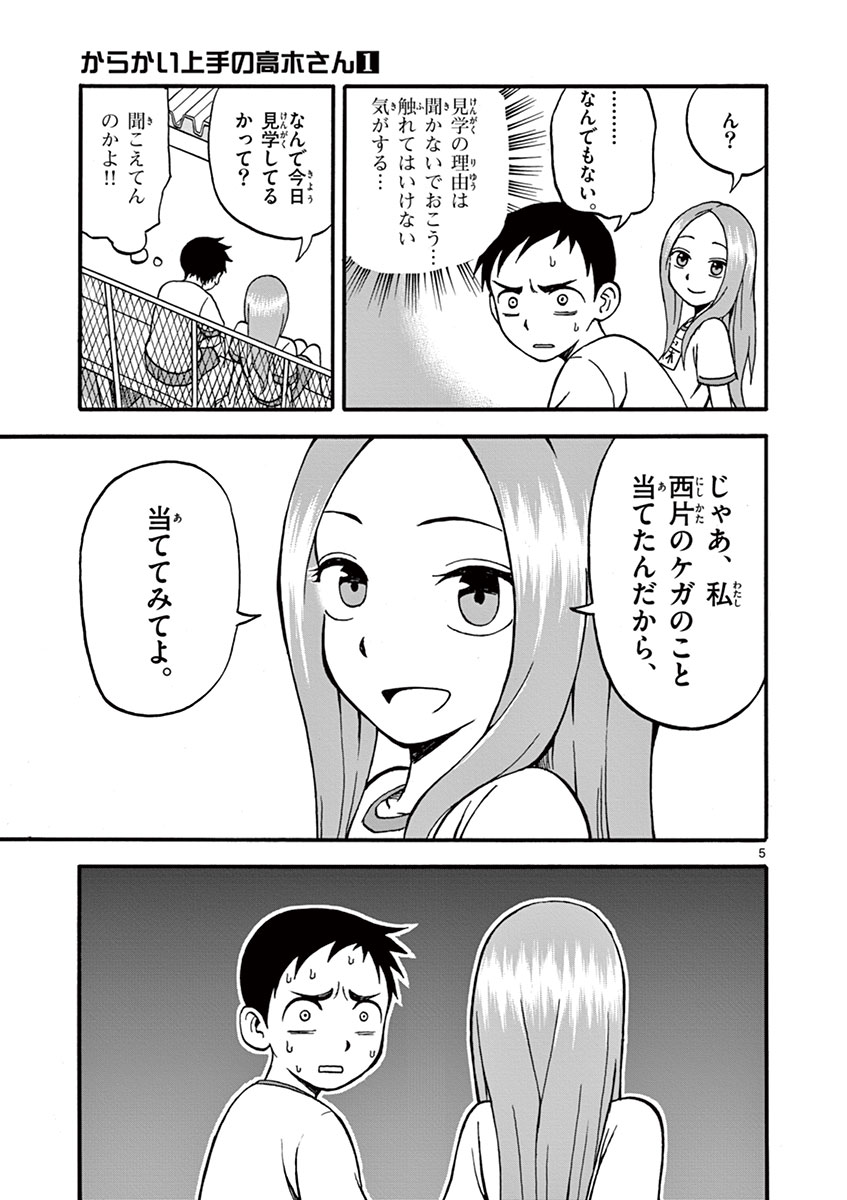 からかい上手の高木さん1
ん?
………
なんでもない。
見学の理由は
聞かないでおこう…
触れてはいけない
気がする…
なんで今日
見学してる
かって?
聞こえてん
のかよ!!
じゃあ、私
西片のケガのこと
当てたんだから、
当ててみてよ。
5